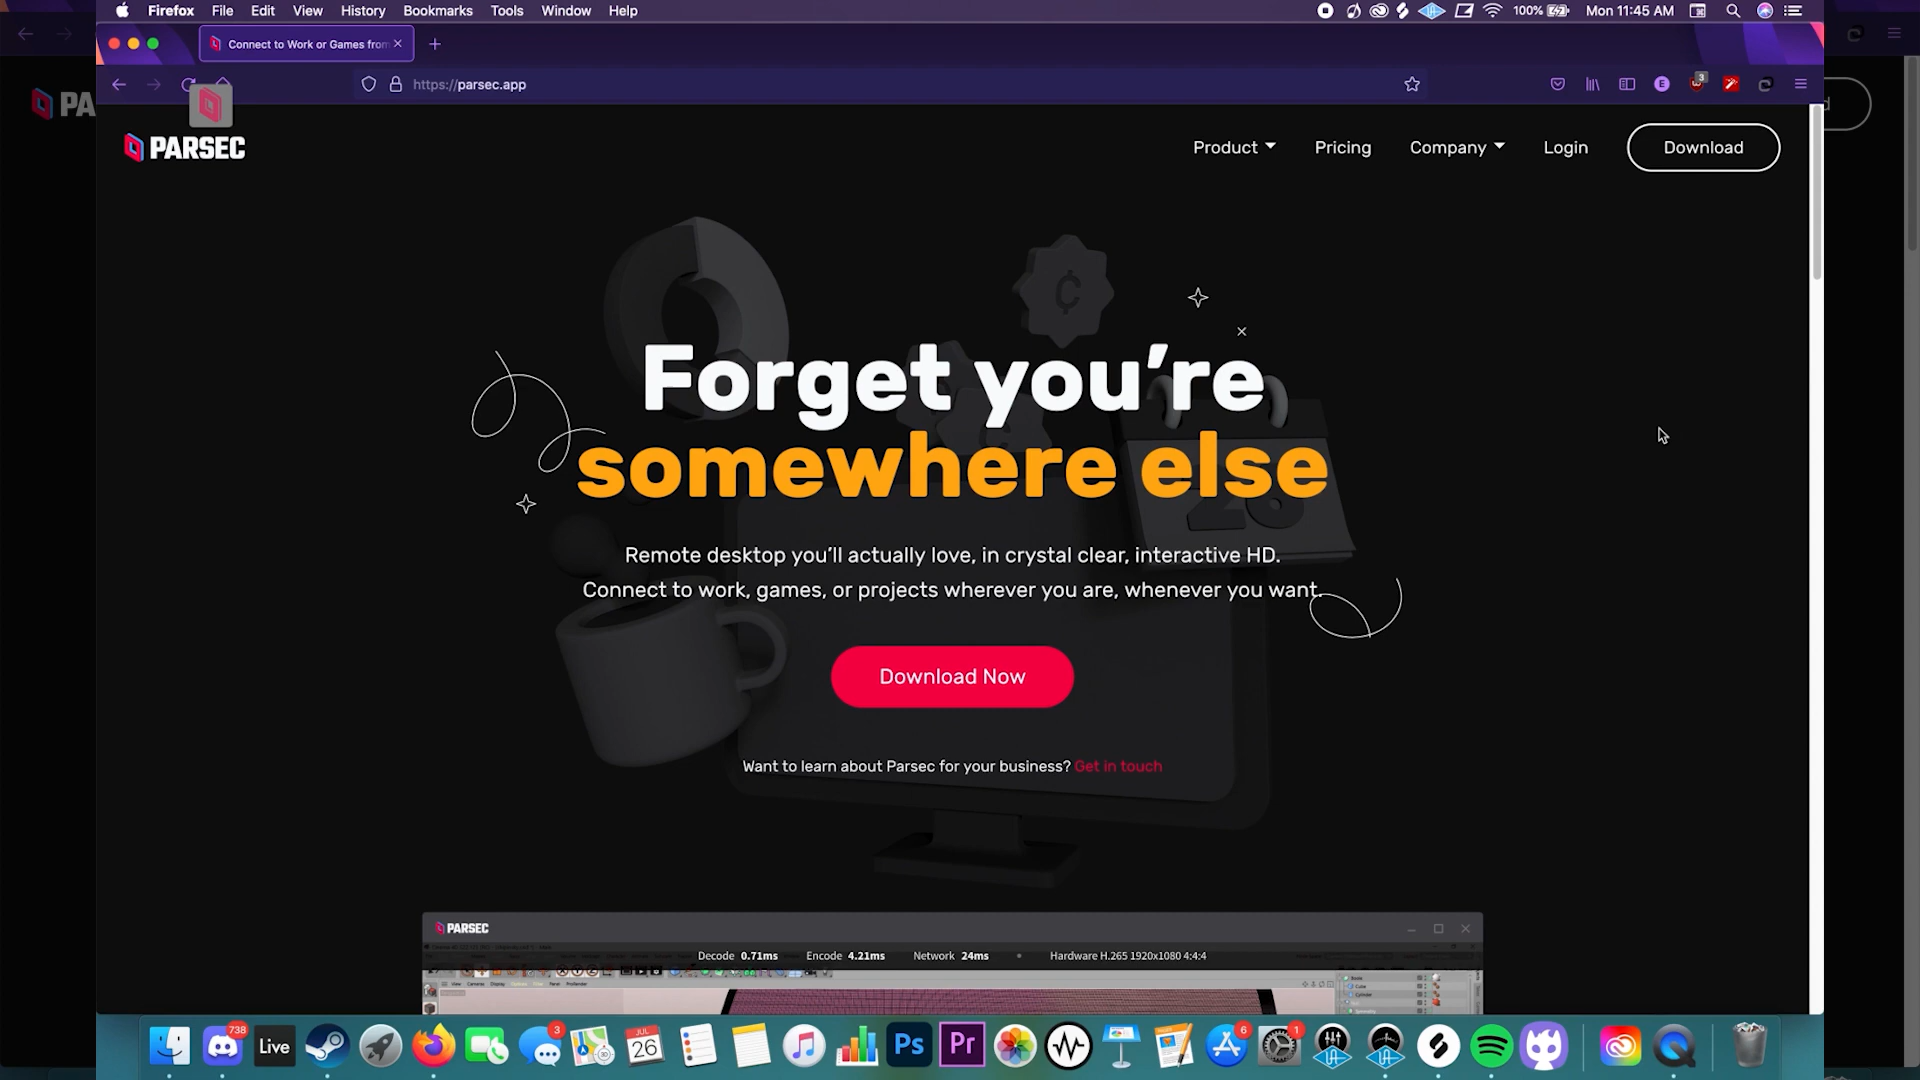 Firefox File Edit View History Bookmarks Tools Window Help 100% Mon 11:45 AM
Connect to Work or Games from
https://parsec.app 3
PA
PARSEC Product Pricing Company Login Download
Forget you're
somewhere else
Remote desktop you'll actually love, in crystal clear, interactive HD.
Connect to work, games, or projects wherever you are, whenever you want.
Download Now
Want to learn about Parsec for your business? Get in touch
PARSEC
Decode 0.71ms Encode 4.21ms Network 24ms Hardware H.265 1920x1080 4:4:4
738 Live 3 JUL 26 Ps Pr 6 1